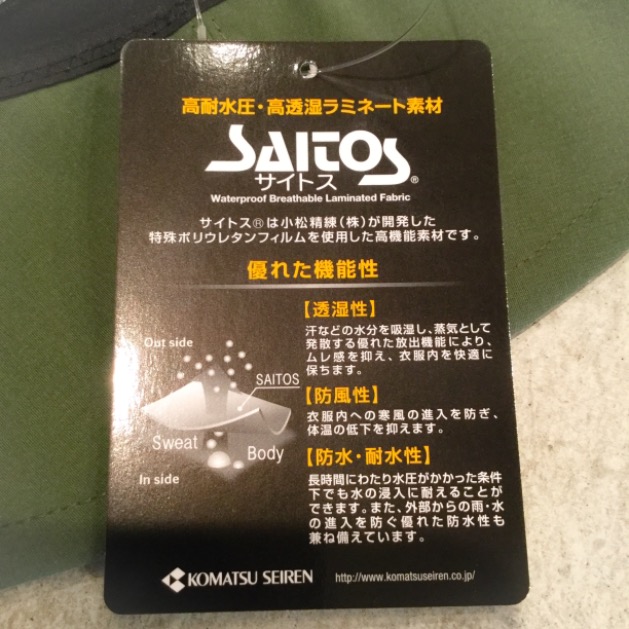 高耐水圧・高透湿ラミネート素材
SAITOS®
サイトス
Waterproof Breathable Laminated Fabric
サイトス®は小松精練(株)が開発した
特殊ポリウレタンフィルムを使用した高機能素材です。
優れた機能性
【透湿性】
汗などの水分を吸湿し、蒸気として
発散する優れた放出機能により、
ムレ感を抑え、衣服内を快適に
保ちます。
【防風性】
衣服内への寒風の進入を防ぎ、
体温の低下を抑えます。
【防水・耐水性】
長時間にわたり水圧がかかった条件
下でも水の浸入に耐えることが
できます。また、外部からの雨・水
の進入を防ぐ優れた防水性も
兼ね備えています。
Out side
SAITOS
Sweat
Body
In side
KOMATSU SEIREN
http://www.komatsuseiren.co.jp/